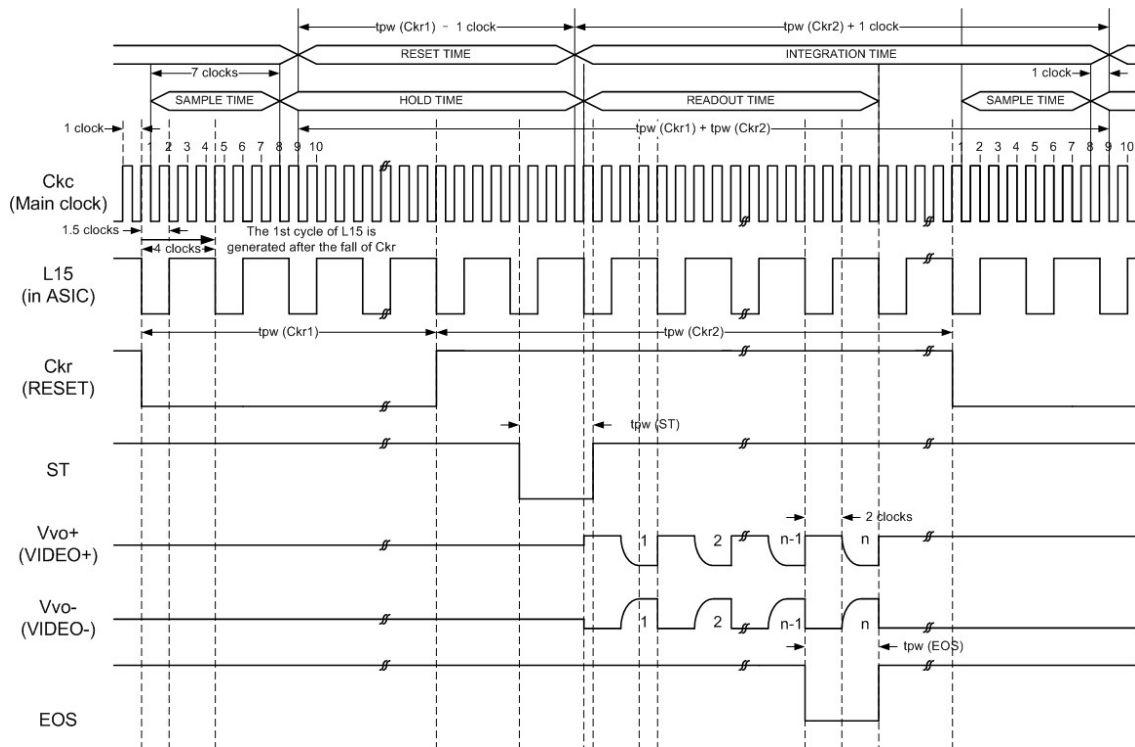 tpw (Ckr1) - 1 clock
tpw (Ckr2) + 1 clock
RESET TIME
INTEGRATION TIME
7 clocks
1 clock
SAMPLE TIME
HOLD TIME
READOUT TIME
SAMPLE TIME
1 clock
tpw (Ckr1) + tpw (Ckr2)
1 2 3 4 5 6 7 8 9 10
1 2 3 4 5 6 7 8 9 10
Ckc
(Main clock)
1.5 clocks
The 1st cycle of L15 is
generated after the fall of Ckr
4 clocks
L15
(in ASIC)
tpw (Ckr1)
tpw (Ckr2)
Ckr
(RESET)
tpw (ST)
ST
2 clocks
Vvo+
(VIDEO+)
1 2 n-1 n
Vvo-
(VIDEO-)
1 2 n-1 n
tpw (EOS)
EOS